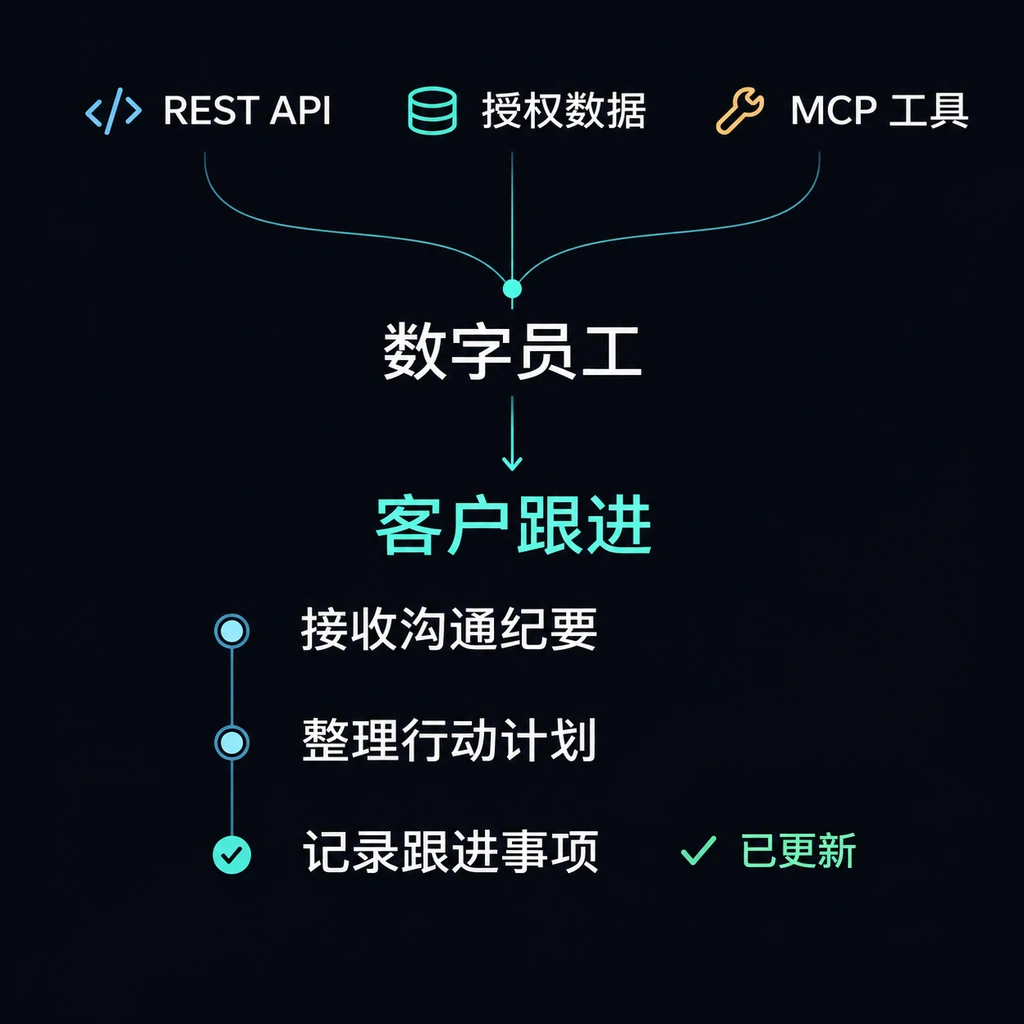 REST API
授权数据
MCP 工具
数字员工
客户跟进
接收沟通纪要
整理行动计划
记录跟进事项
已更新